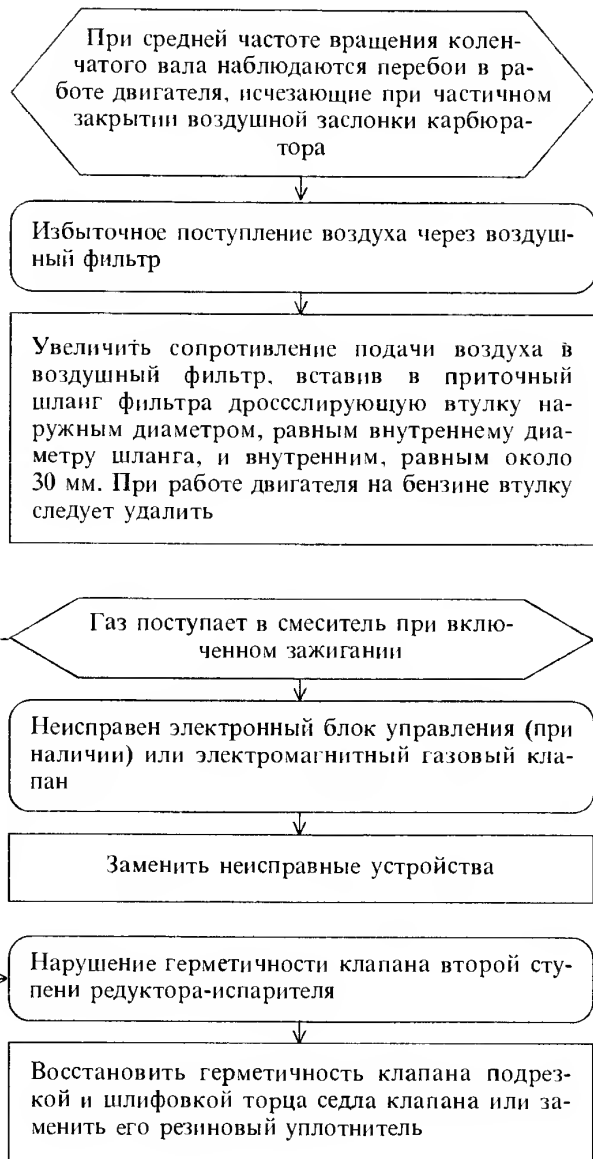 При средней частоте вращения колен-
чатого вала наблюдаются перебои в ра-
боте двигателя, исчезающие при частичном
закрытии воздушной заслонки карбюра-
тора
Избыточное поступление воздуха через воздуш-
ный фильтр
Увеличить сопротивление подачи воздуха в
воздушный фильтр, вставив в приточный
шланг фильтра дросселирующую втулку на-
ружным диаметром, равным внутреннему диа-
метру шланга, и внутренним, равным около
30 мм. При работе двигателя на бензине втулку
следует удалить
Газ поступает в смеситель при вклю-
ченном зажигании
Неисправен электронный блок управления (при
наличии) или электромагнитный газовый кла-
пан
Заменить неисправные устройства
Нарушение герметичности клапана второй сту-
пени редуктора-испарителя
Восстановить герметичность клапана подрез-
кой и шлифовкой торца седла клапана или за-
менить его резиновый уплотнитель